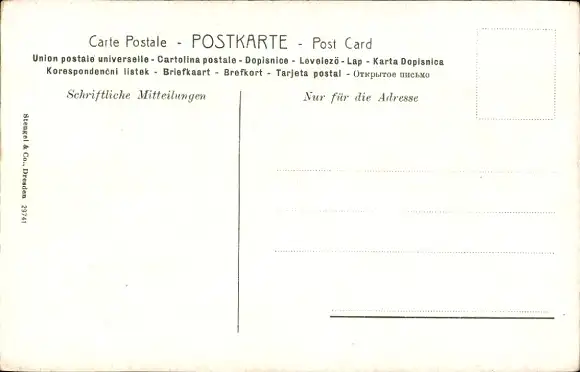 Carte Postale - POSTKARTE - Post Card
Union postale universelle - Cartolina postale - Dopisnice - Levelező - Lap - Karta Dopisnica
Korespondenční lístek - Briefkaart - Brefkort - Tarjeta postal - Открытое письмо
Schriftliche Mitteilungen
Nur für die Adresse
Stengel & Co., Dresden 29741